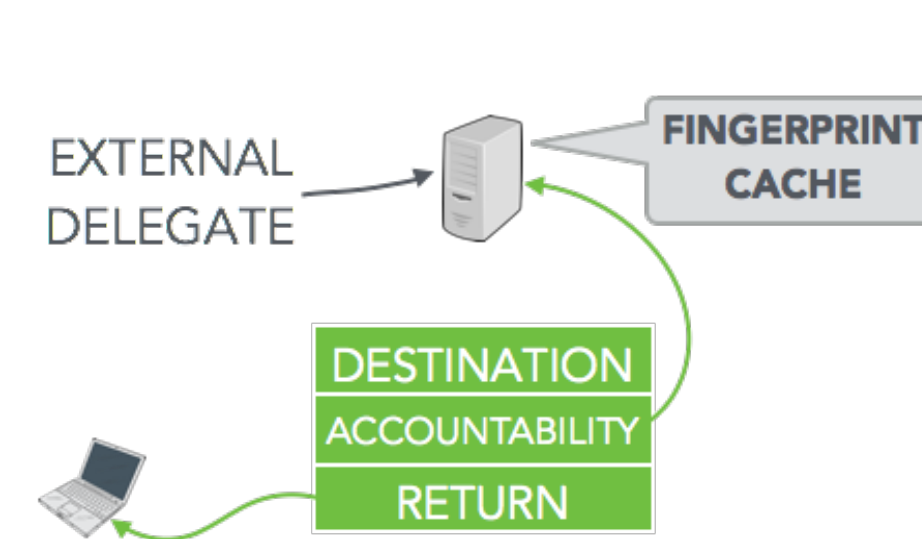 EXTERNAL
DELEGATE
FINGERPRINT
CACHE
DESTINATION
ACCOUNTABILITY
RETURN